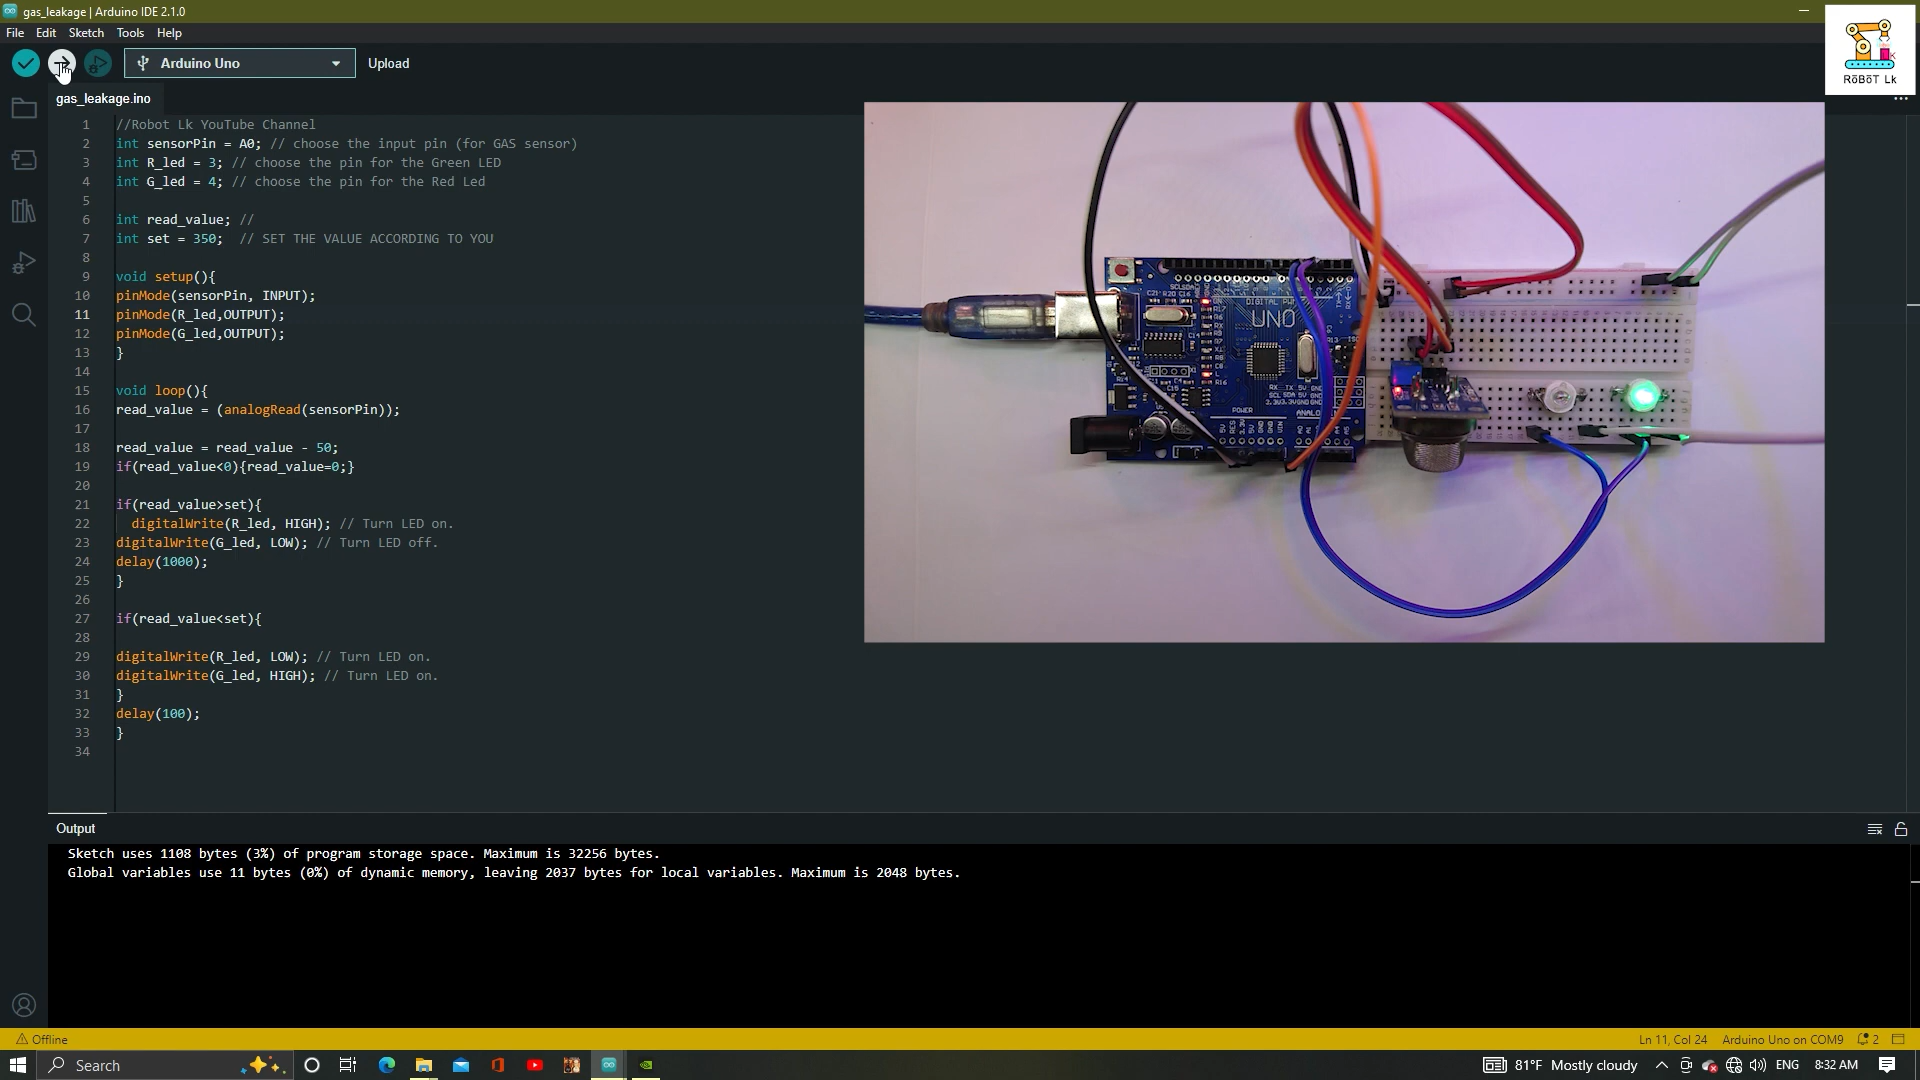 gas_leakage | Arduino IDE 2.1.0
File Edit Sketch Tools Help
Arduino Uno
Upload
RōBōT Lk
gas_leakage.ino
1 //Robot Lk YouTube Channel
2 int sensorPin = A0; // choose the input pin (for GAS sensor)
3 int R_led = 3; // choose the pin for the Green LED
4 int G_led = 4; // choose the pin for the Red Led
5
6 int read_value; //
7 int set = 350;  // SET THE VALUE ACCORDING TO YOU
8
9 void setup(){
10 pinMode(sensorPin, INPUT);
11 pinMode(R_led,OUTPUT);
12 pinMode(G_led,OUTPUT);
13 }
14
15 void loop(){
16 read_value = (analogRead(sensorPin));
17
18 read_value = read_value - 50;
19 if(read_value<0){read_value=0;}
20
21 if(read_value>set){
22   digitalWrite(R_led, HIGH); // Turn LED on.
23 digitalWrite(G_led, LOW); // Turn LED off.
24 delay(1000);
25 }
26
27 if(read_value<set){
28
29 digitalWrite(R_led, LOW); // Turn LED on.
30 digitalWrite(G_led, HIGH); // Turn LED on.
31 }
32 delay(100);
33 }
34
DIGITAL
UNO
POWER
Output
Sketch uses 1108 bytes (3%) of program storage space. Maximum is 32256 bytes.
Global variables use 11 bytes (0%) of dynamic memory, leaving 2037 bytes for local variables. Maximum is 2048 bytes.
Offline
Ln 11, Col 24 Arduino Uno on COM9 2
Search
81°F Mostly cloudy
ENG
8:32 AM